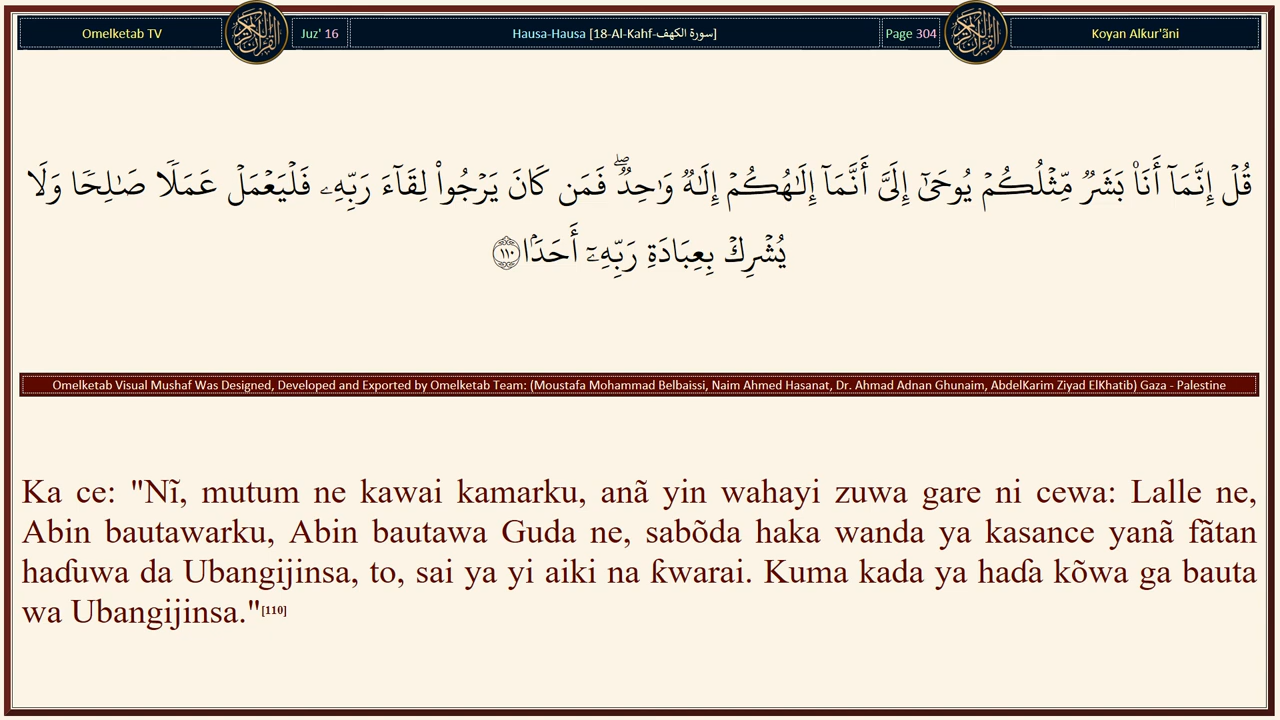 Omelketab TV
Juz' 16
Hausa-Hausa [18-Al-Kahf-سورة الكهف]
Page 304
Koyan Alƙur'ãni
قُلۡ إِنَّمَآ أَنَا۠ بَشَرٞ مِّثۡلُكُمۡ يُوحَىٰٓ إِلَيَّ أَنَّمَآ إِلَٰهُكُمۡ إِلَٰهٞ وَٰحِدٞۖ فَمَن كَانَ يَرۡجُواْ لِقَآءَ رَبِّهِۦ فَلۡيَعۡمَلۡ عَمَلٗا صَٰلِحٗا وَلَا
يُشۡرِكۡ بِعِبَادَةِ رَبِّهِۦٓ أَحَدَۢا ١١٠
Omelketab Visual Mushaf Was Designed, Developed and Exported by Omelketab Team: (Moustafa Mohammad Belbaissi, Naim Ahmed Hasanat, Dr. Ahmad Adnan Ghunaim, AbdelKarim Ziyad ElKhatib) Gaza - Palestine
Ka ce: "Nĩ, mutum ne kawai kamarku, anã yin wahayi zuwa gare ni cewa: Lalle ne,
Abin bautawarku, Abin bautawa Guda ne, sabõda haka wanda ya kasance yanã fãtan
haɗuwa da Ubangijinsa, to, sai ya yi aiki na ƙwarai. Kuma kada ya haɗa kõwa ga bauta
wa Ubangijinsa."[110]